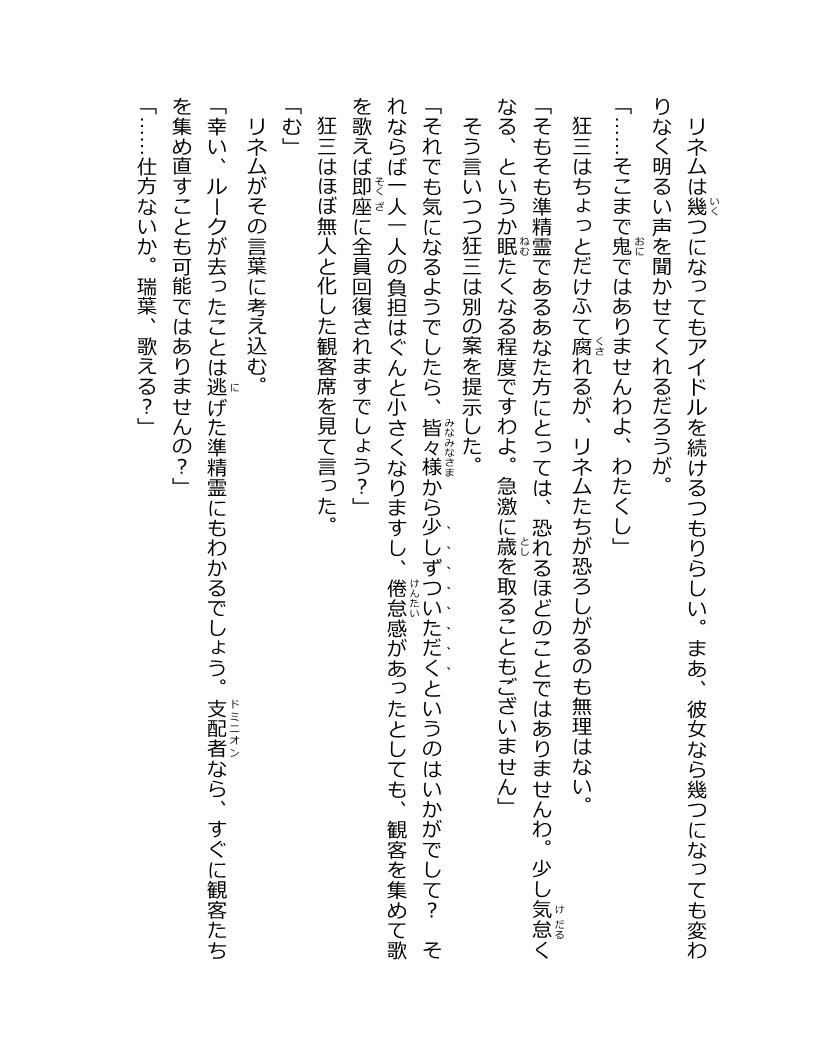 リネムは幾つになってもアイドルを続けるつもりらしい。まあ、彼女なら幾つになっても変わ
りなく明るい声を聞かせてくれるだろうが。
「……そこまで鬼ではありませんわよ、わたくし」
狂三はちょっとだけふて腐れるが、リネムたちが恐ろしがるのも無理はない。
「そもそも準精霊であるあなた方にとっては、恐れるほどのことではありませんわ。少し気怠く
なる、というか眠たくなる程度ですわよ。急激に歳を取ることもございません」
そう言いつつ狂三は別の案を提示した。
「それでも気になるようでしたら、皆々様から少しずついただくというのはいかがでして？　そ
れならば一人一人の負担はぐんと小さくなりますし、倦怠感があったとしても、観客を集めて歌
を歌えば即座に全員回復されますでしょう？」
狂三はほぼ無人と化した観客席を見て言った。
「む」
リネムがその言葉に考え込む。
「幸い、ルークが去ったことは逃げた準精霊にもわかるでしょう。支配者なら、すぐに観客たち
を集め直すことも可能ではありませんの？」
「……仕方ないか。瑞葉、歌える？」